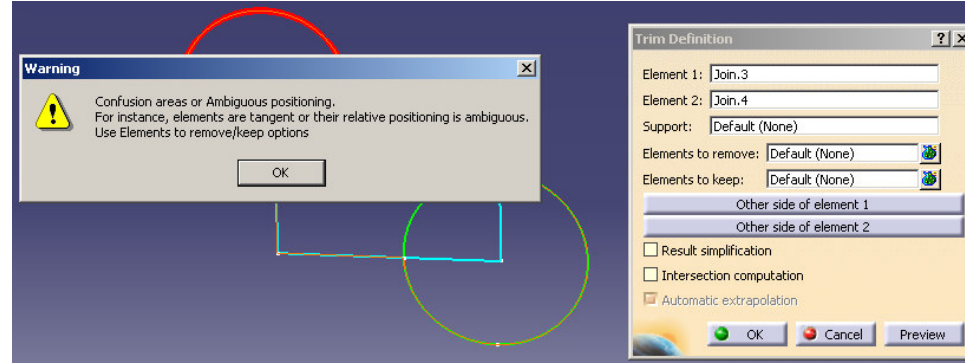 Warning
Confusion areas or Ambiguous positioning.
For instance, elements are tangent or their relative positioning is ambiguous.
Use Elements to remove/keep options
OK
Trim Definition
Element 1: Join.3
Element 2: Join.4
Support: Default (None)
Elements to remove: Default (None)
Elements to keep: Default (None)
Other side of element 1
Other side of element 2
Result simplification
Intersection computation
Automatic extrapolation
OK Cancel Preview